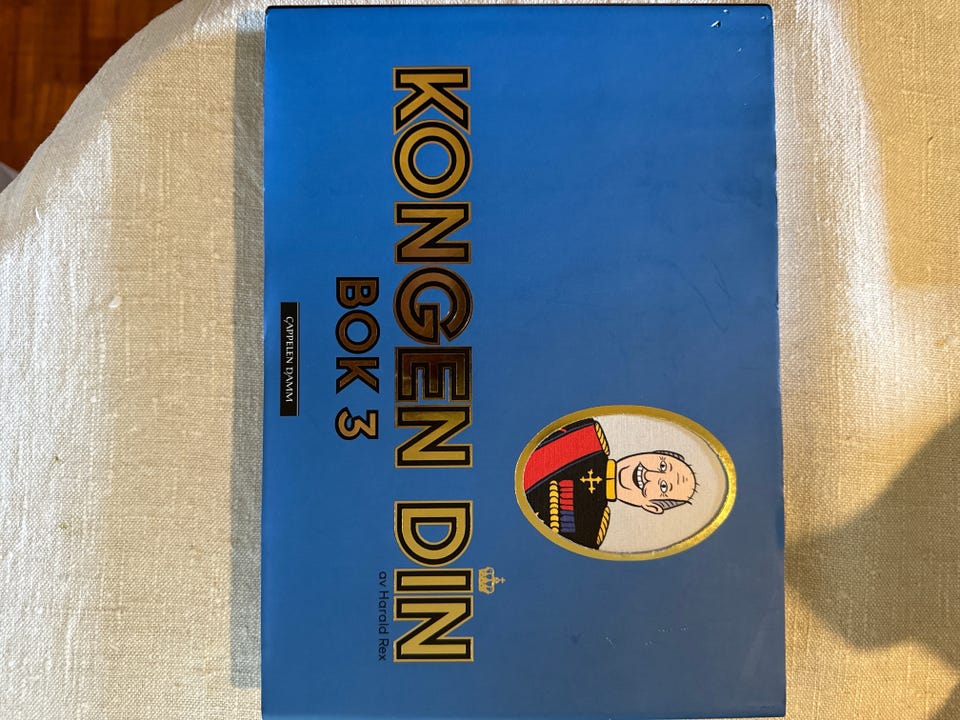 KONGEN DIN
av Harald Rex
BOK 3
CAPPELEN DAMM